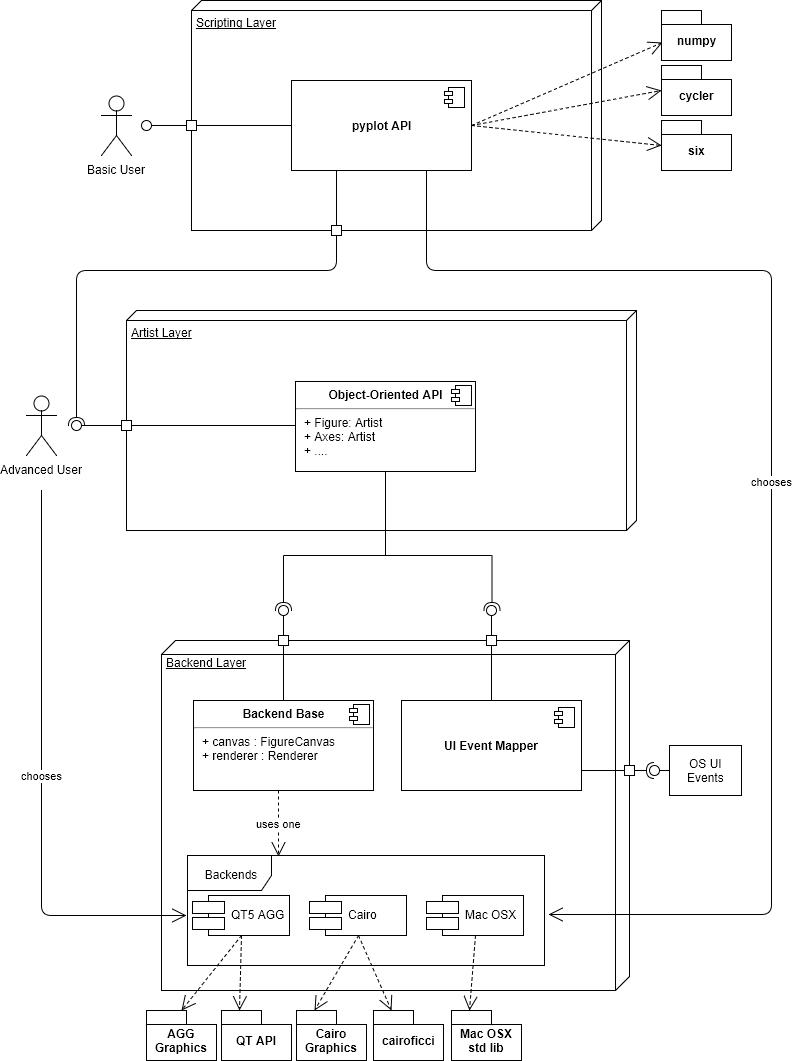 Scripting Layer
numpy
cycler
six
pyplot API
Basic User
Artist Layer
Object-Oriented API
+ Figure: Artist
+ Axes: Artist
+ ....
Advanced User
chooses
Backend Layer
Backend Base
+ canvas : FigureCanvas
+ renderer : Renderer
UI Event Mapper
OS UI
Events
chooses
uses one
Backends
QT5 AGG
Cairo
Mac OSX
AGG
Graphics
QT API
Cairo
Graphics
cairoficci
Mac OSX
std lib